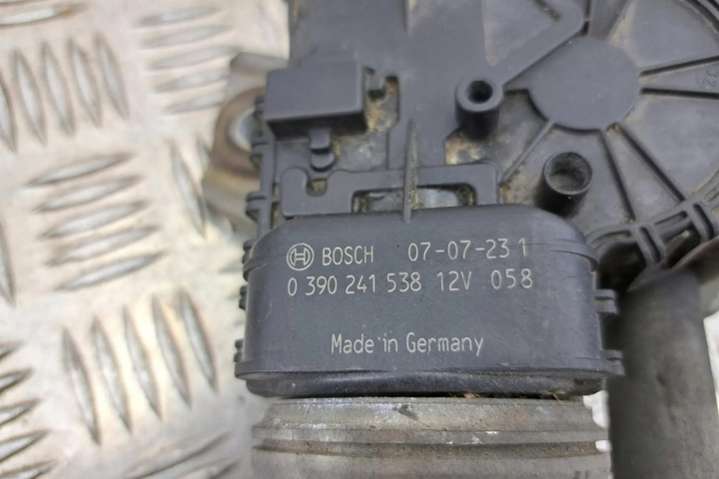 BOSCH 07-07-23 1
0 390 241 538 12V 058
Made in Germany